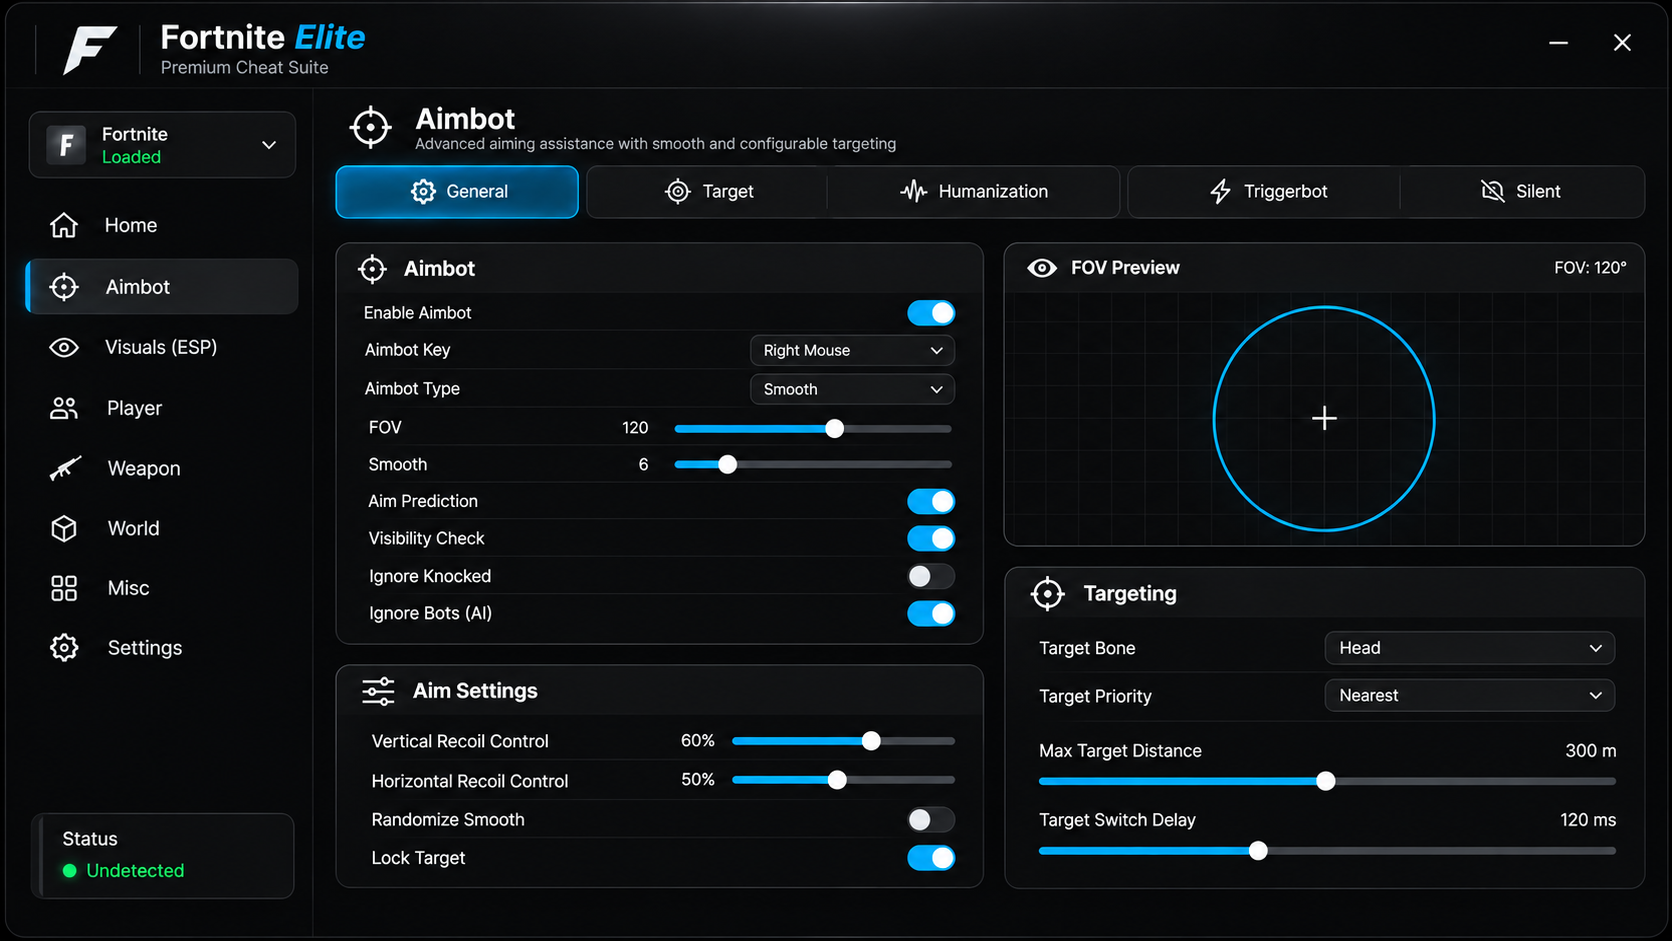 Fortnite Elite
Premium Cheat Suite
F
Fortnite
Loaded
Home
Aimbot
Visuals (ESP)
Player
Weapon
World
Misc
Settings
Status
Undetected
Aimbot
Advanced aiming assistance with smooth and configurable targeting
General
Target
Humanization
Triggerbot
Silent
Aimbot
Enable Aimbot
Aimbot Key Right Mouse
Aimbot Type Smooth
FOV 120
Smooth 6
Aim Prediction
Visibility Check
Ignore Knocked
Ignore Bots (AI)
Aim Settings
Vertical Recoil Control 60%
Horizontal Recoil Control 50%
Randomize Smooth
Lock Target
FOV Preview FOV: 120°
Targeting
Target Bone Head
Target Priority Nearest
Max Target Distance 300 m
Target Switch Delay 120 ms